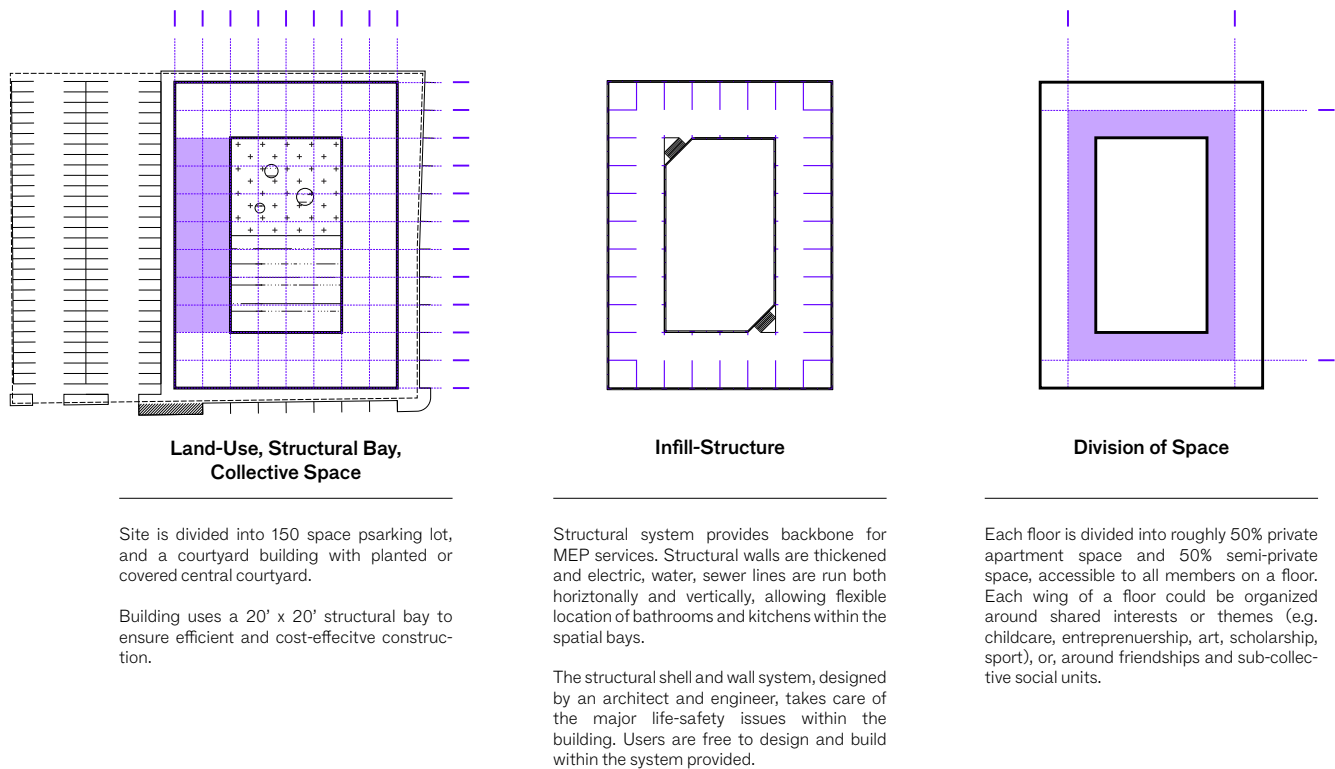 Land-Use, Structural Bay,
Collective Space
Site is divided into 150 space psarking lot,
and a courtyard building with planted or
covered central courtyard.
Building uses a 20’ x 20’ structural bay to
ensure efficient and cost-effecitve construc-
tion.
Infill-Structure
Structural system provides backbone for
MEP services. Structural walls are thickened
and electric, water, sewer lines are run both
horiztonally and vertically, allowing flexible
location of bathrooms and kitchens within the
spatial bays.
The structural shell and wall system, designed
by an architect and engineer, takes care of
the major life-safety issues within the
building. Users are free to design and build
within the system provided.
Division of Space
Each floor is divided into roughly 50% private
apartment space and 50% semi-private
space, accessible to all members on a floor.
Each wing of a floor could be organized
around shared interests or themes (e.g.
childcare, entreprenuership, art, scholarship,
sport), or, around friendships and sub-collec-
tive social units.